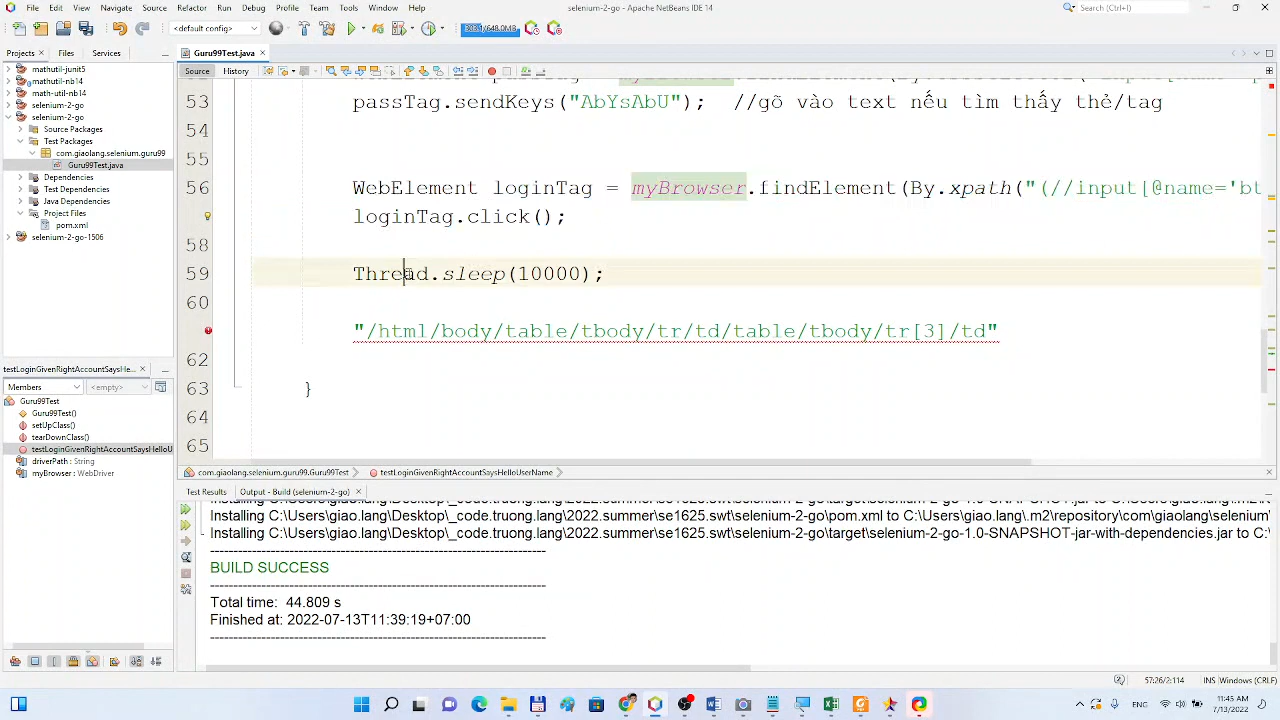 File Edit View Navigate Source Refactor Run Debug Profile Team Tools Window Help
selenium-2-go - Apache NetBeans IDE 14
Search (Ctrl+I)
<default config>
Projects Files Services
Guru99Test.java
Source History
mathutil-junit5
mathutil-nb14
mathutil-nb14
selenium-2-go
Source Packages
Test Packages
com.giaolang.selenium.guru99
Guru99Test.java
Dependencies
Test Dependencies
Java Dependencies
Project Files
pom.xml
selenium-2-go-1506
53 passTag.sendKeys("AbYsAbU"); //gõ vào text nếu tìm thấy thẻ/tag
54
55
56 WebElement loginTag = myBrowser.findElement(By.xpath("(//input[@name='bt
loginTag.click();
58
59 Thread.sleep(10000);
60
"/html/body/table/tbody/tr/td/table/tbody/tr[3]/td"
62
63 }
64
65
testLoginGivenRightAccountSaysHe...
Members <empty>
Guru99Test
Guru99Test()
setUpClass()
tearDownClass()
testLoginGivenRightAccountSaysHelloU
driverPath : String
myBrowser : WebDriver
com.giaolang.selenium.guru99.Guru99Test testLoginGivenRightAccountSaysHelloUserName
Test Results Output - Build (selenium-2-go)
Installing C:\Users\giao.lang\Desktop\_code.truong.lang\2022.summer\se1625.swt\selenium-2-go\pom.xml to C:\Users\giao.lang\.m2\repository\com\giaolang\selenium
Installing C:\Users\giao.lang\Desktop\_code.truong.lang\2022.summer\se1625.swt\selenium-2-go\target\selenium-2-go-1.0-SNAPSHOT-jar-with-dependencies.jar to C:
------------------------------------------------------------------------
BUILD SUCCESS
------------------------------------------------------------------------
Total time: 44.809 s
Finished at: 2022-07-13T11:39:19+07:00
------------------------------------------------------------------------
57:26/2:114 INS Windows (CRLF
11:45 AM